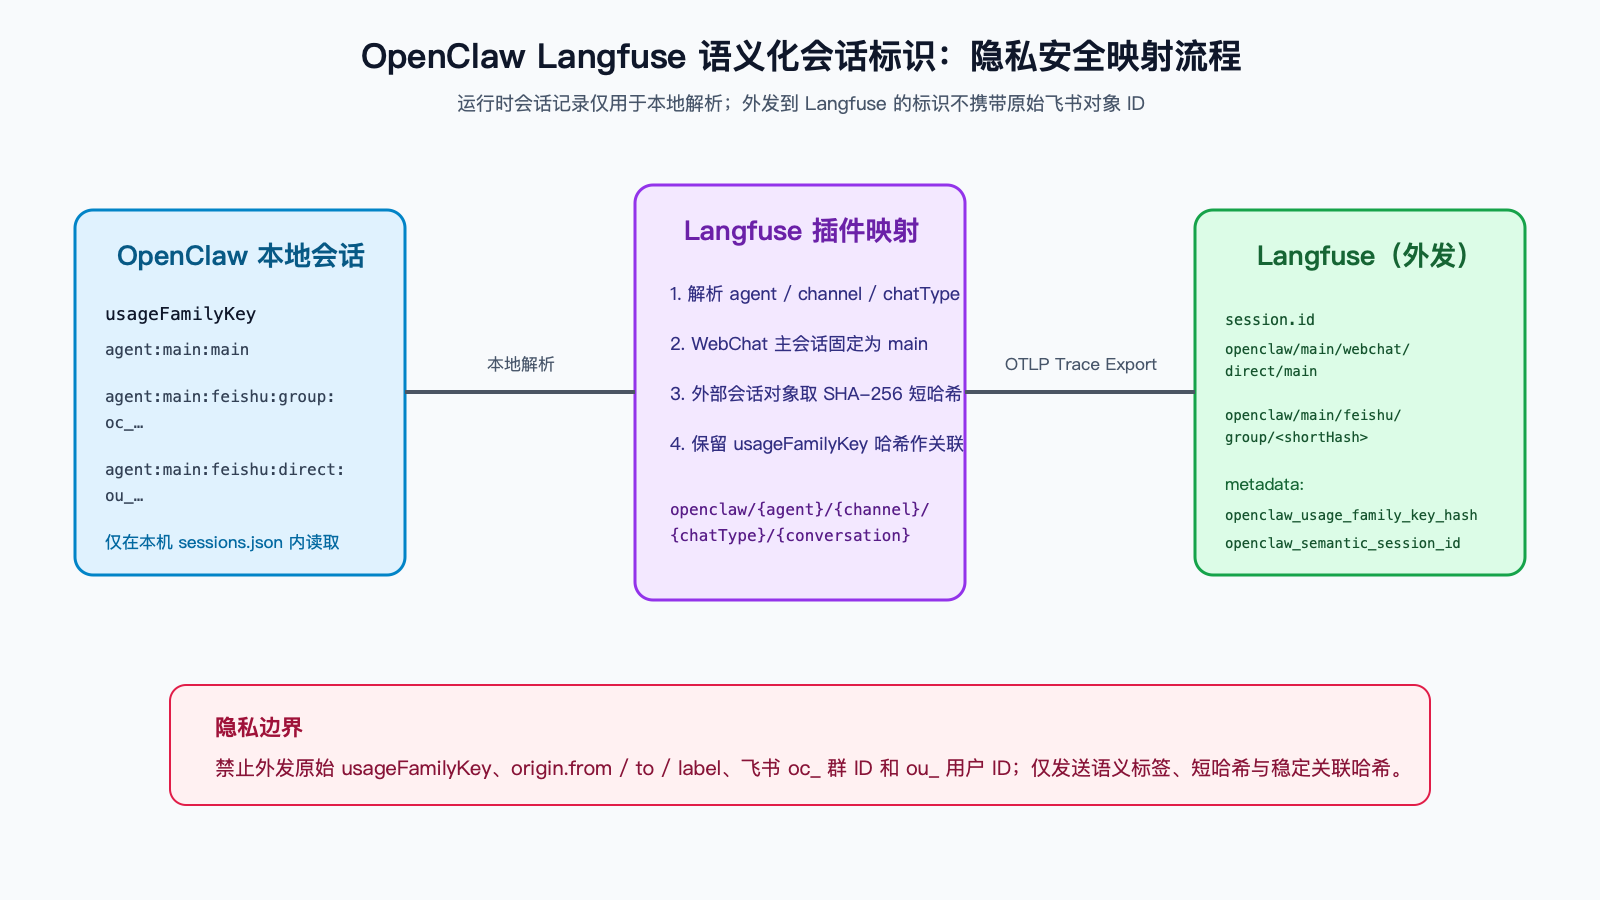 OpenClaw Langfuse 语义化会话标识：隐私安全映射流程
运行时会话记录仅用于本地解析；外发到 Langfuse 的标识不携带原始飞书对象 ID
OpenClaw 本地会话
usageFamilyKey
agent:main:main
agent:main:feishu:group:
oc_…
agent:main:feishu:direct:
ou_…
仅在本机 sessions.json 内读取
本地解析
Langfuse 插件映射
1. 解析 agent / channel / chatType
2. WebChat 主会话固定为 main
3. 外部会话对象取 SHA-256 短哈希
4. 保留 usageFamilyKey 哈希作关联
openclaw/{agent}/{channel}/
{chatType}/{conversation}
OTLP Trace Export
Langfuse（外发）
session.id
openclaw/main/webchat/
direct/main
openclaw/main/feishu/
group/<shortHash>
metadata:
openclaw_usage_family_key_hash
openclaw_semantic_session_id
隐私边界
禁止外发原始 usageFamilyKey、origin.from / to / label、飞书 oc_ 群 ID 和 ou_ 用户 ID；仅发送语义标签、短哈希与稳定关联哈希。